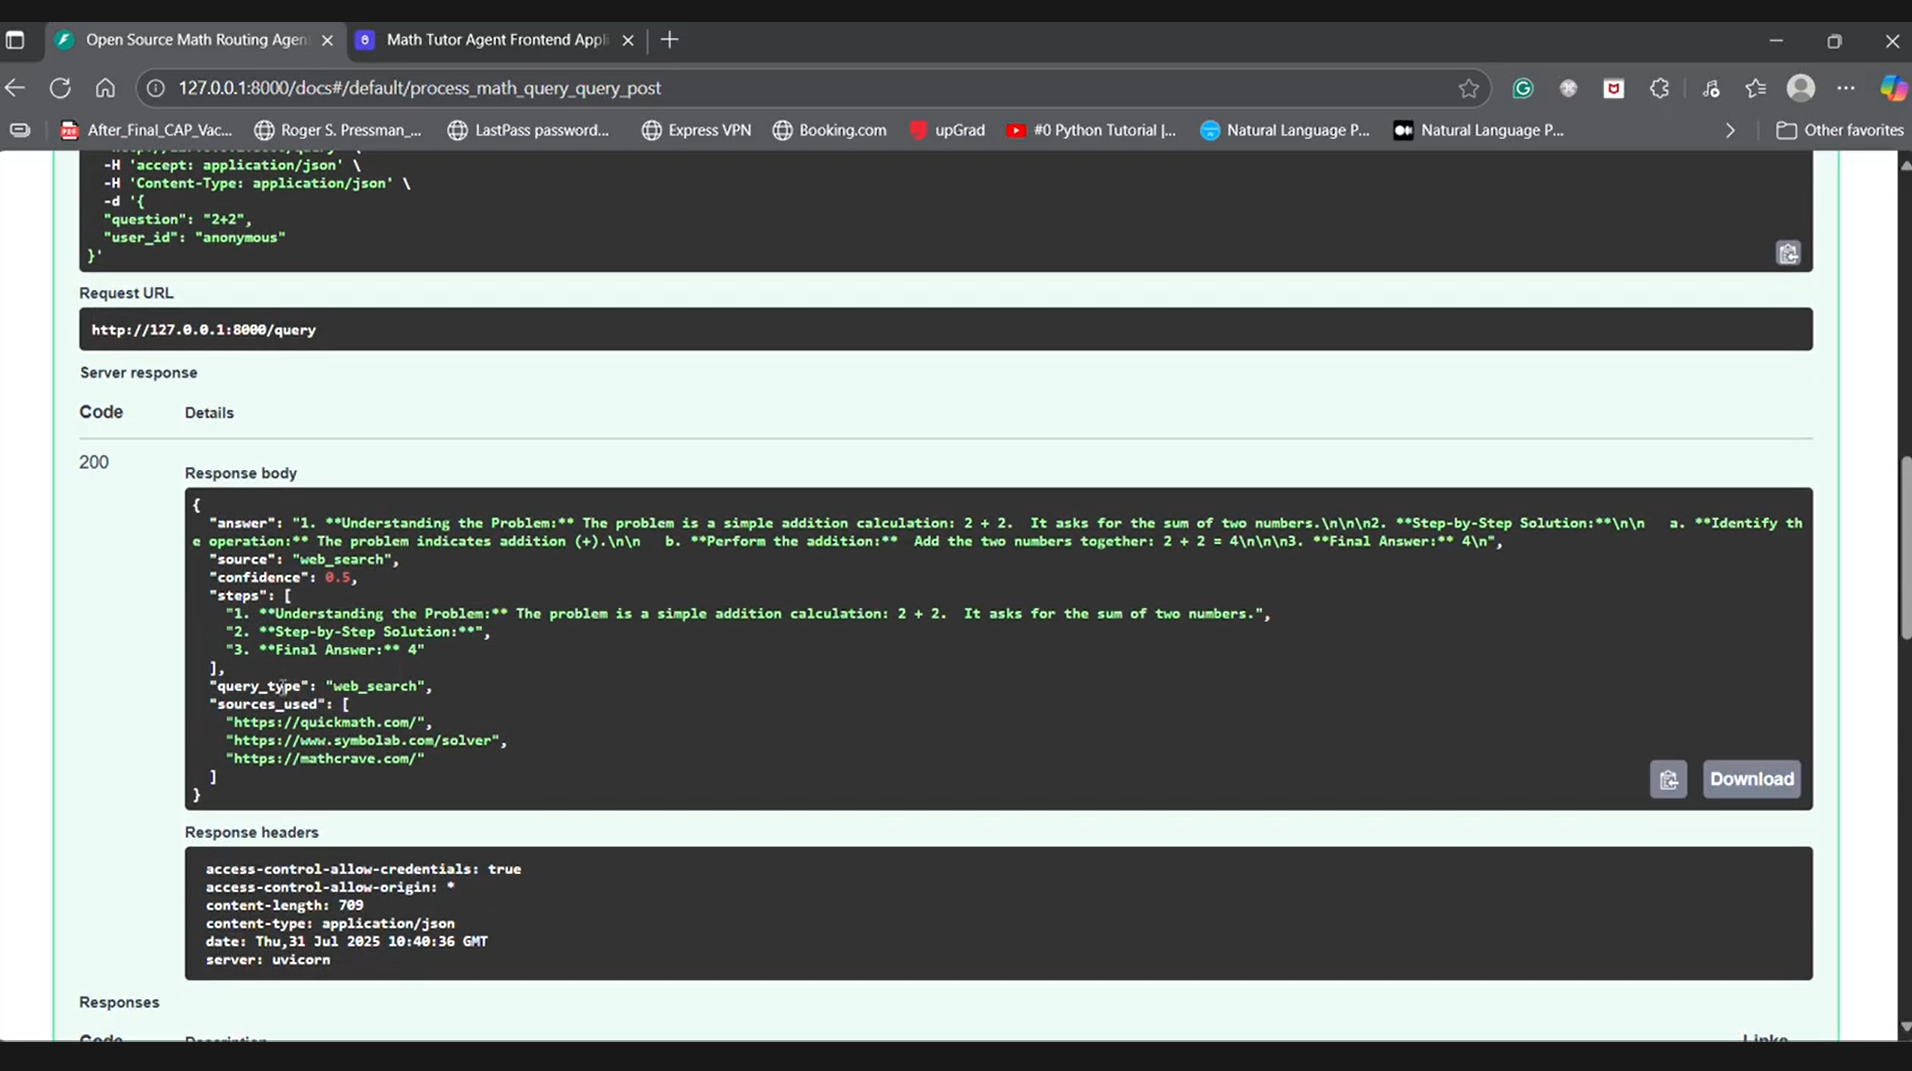 Open Source Math Routing Agen
Math Tutor Agent Frontend Appl
127.0.0.1:8000/docs#/default/process_math_query_query_post
After_Final_CAP_Vac...
Roger S. Pressman_...
LastPass password...
Express VPN
Booking.com
upGrad
#0 Python Tutorial |...
Natural Language P...
Natural Language P...
Other favorites
-H 'accept: application/json' \
-H 'Content-Type: application/json' \
-d '{
"question": "2+2",
"user_id": "anonymous"
}'
Request URL
http://127.0.0.1:8000/query
Server response
Code Details
200
Response body
{
"answer": "1. **Understanding the Problem:** The problem is a simple addition calculation: 2 + 2.  It asks for the sum of two numbers.\n\n\n2. **Step-by-Step Solution:**\n\n   a. **Identify th
e operation:** The problem indicates addition (+).\n\n   b. **Perform the addition:**  Add the two numbers together: 2 + 2 = 4\n\n\n3. **Final Answer:** 4\n",
"source": "web_search",
"confidence": 0.5,
"steps": [
"1. **Understanding the Problem:** The problem is a simple addition calculation: 2 + 2.  It asks for the sum of two numbers.",
"2. **Step-by-Step Solution:**",
"3. **Final Answer:** 4"
],
"query_type": "web_search",
"sources_used": [
"https://quickmath.com/",
"https://www.symbolab.com/solver",
"https://mathcrave.com/"
]
}
Download
Response headers
access-control-allow-credentials: true
access-control-allow-origin: *
content-length: 709
content-type: application/json
date: Thu,31 Jul 2025 10:40:36 GMT
server: uvicorn
Responses